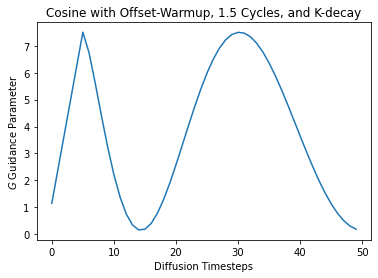 Cosine with Offset-Warmup, 1.5 Cycles, and K-decay
G Guidance Parameter
7
6
5
4
3
2
1
0
0 10 20 30 40 50
Diffusion Timesteps